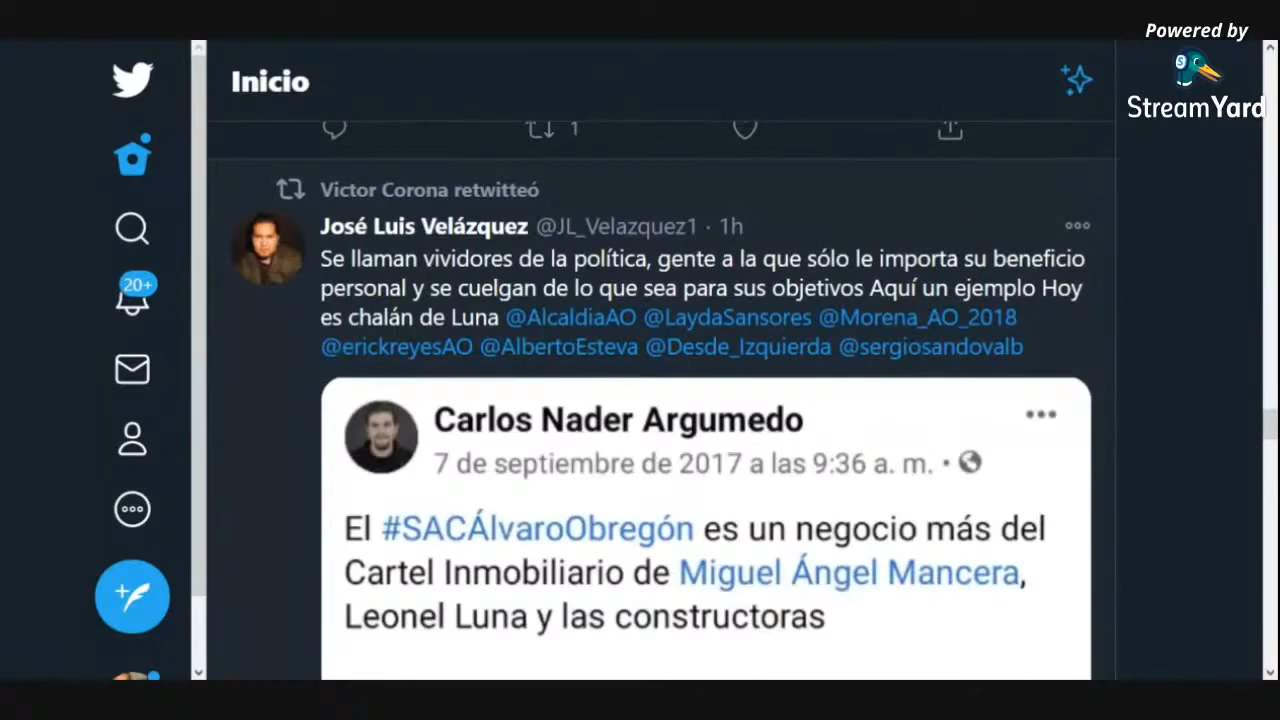 Powered by
StreamYard
Inicio
1
Victor Corona retwitteó
José Luis Velázquez @JL_Velazquez1 · 1h
Se llaman vividores de la política, gente a la que sólo le importa su beneficio
personal y se cuelgan de lo que sea para sus objetivos Aquí un ejemplo Hoy
es chalán de Luna @AlcaldiaAO @LaydaSansores @Morena_AO_2018
@erickreyesAO @AlbertoEsteva @Desde_Izquierda @sergiosandovalb
20+
Carlos Nader Argumedo
7 de septiembre de 2017 a las 9:36 a. m. ·
El #SACÁlvaroObregón es un negocio más del
Cartel Inmobiliario de Miguel Ángel Mancera,
Leonel Luna y las constructoras